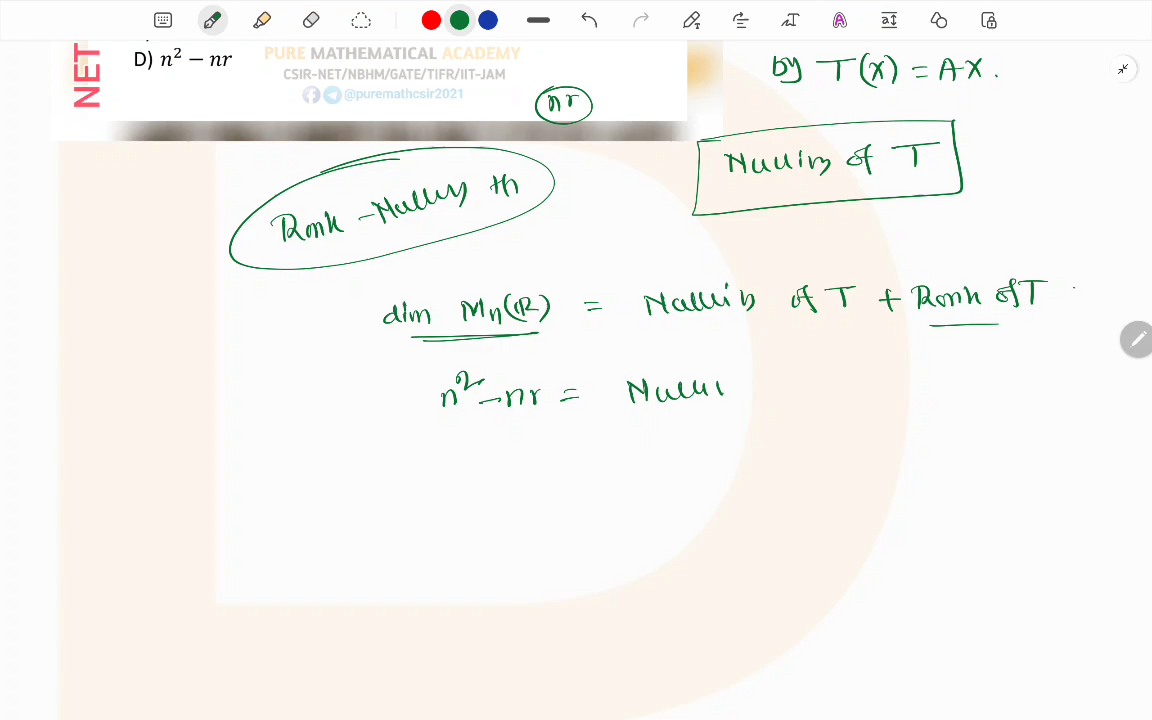 NET
D) n² − nr
PURE MATHEMATICAL ACADEMY
CSIR-NET/NBHM/GATE/TIFR/IIT-JAM
@puremathcsir2021
nr
by T(X) = AX.
Nullity of T
Rank - Nullity th
dim Mn(R) = Nullity of T + Rank of T
n² - nr = Nulli